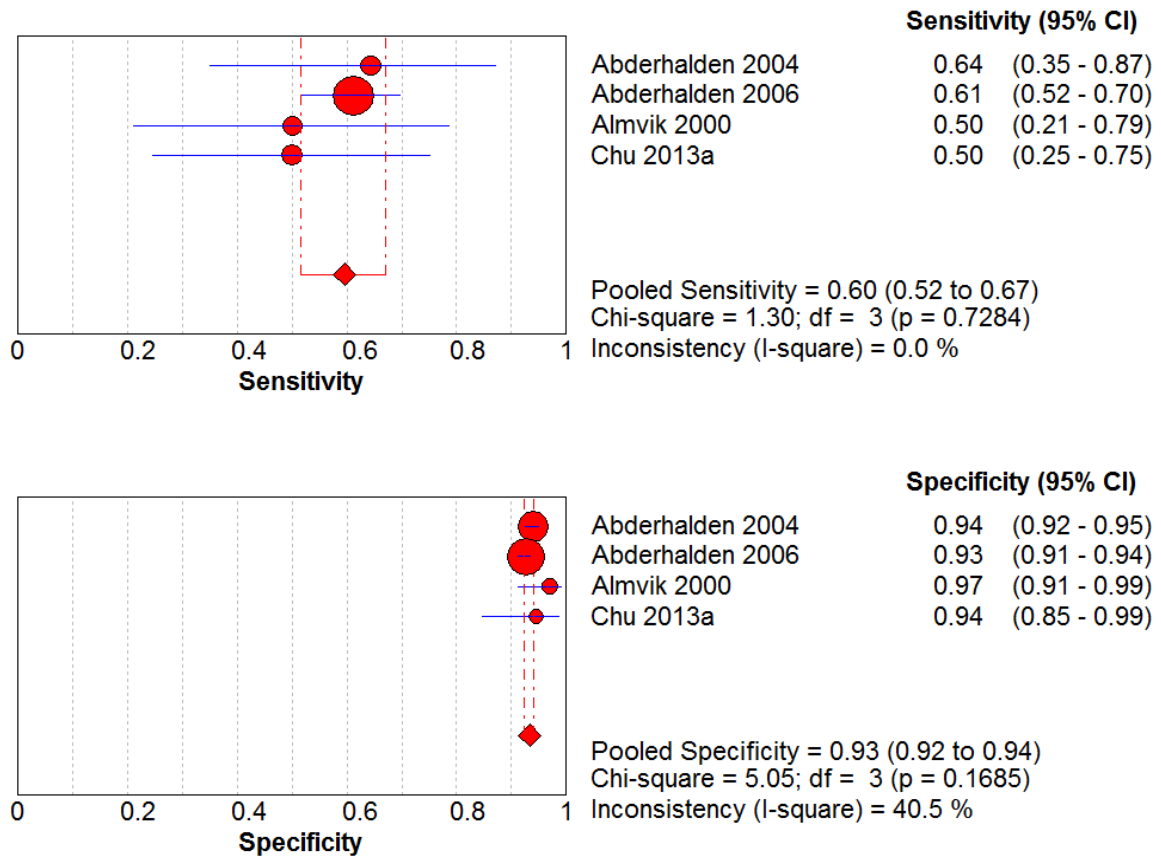 Sensitivity (95% CI)
Abderhalden 2004 0.64 (0.35 - 0.87)
Abderhalden 2006 0.61 (0.52 - 0.70)
Almvik 2000 0.50 (0.21 - 0.79)
Chu 2013a 0.50 (0.25 - 0.75)
Pooled Sensitivity = 0.60 (0.52 to 0.67)
Chi-square = 1.30; df = 3 (p = 0.7284)
Inconsistency (I-square) = 0.0 %
0 0.2 0.4 0.6 0.8 1
Sensitivity
Specificity (95% CI)
Abderhalden 2004 0.94 (0.92 - 0.95)
Abderhalden 2006 0.93 (0.91 - 0.94)
Almvik 2000 0.97 (0.91 - 0.99)
Chu 2013a 0.94 (0.85 - 0.99)
Pooled Specificity = 0.93 (0.92 to 0.94)
Chi-square = 5.05; df = 3 (p = 0.1685)
Inconsistency (I-square) = 40.5 %
0 0.2 0.4 0.6 0.8 1
Specificity